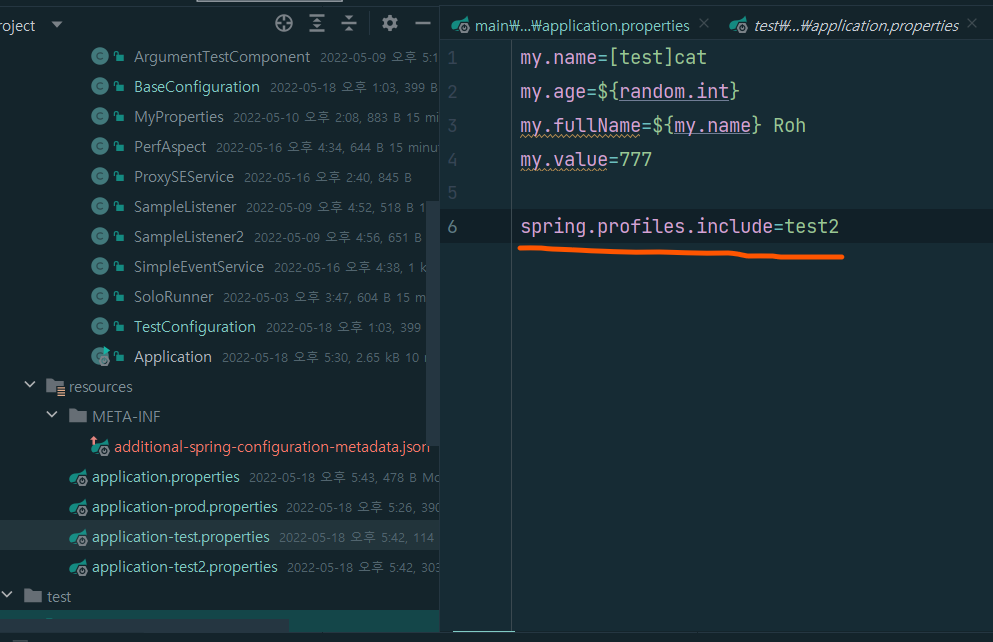 roject
main₩...₩application.properties
test₩...₩application.properties
ArgumentTestComponent 2022-05-09 오후 5:1
BaseConfiguration 2022-05-18 오후 1:03, 399 B
MyProperties 2022-05-10 오후 2:08, 883 B 15 mi
PerfAspect 2022-05-16 오후 4:34, 644 B 15 minu
ProxySEService 2022-05-16 오후 2:40, 845 B
SampleListener 2022-05-09 오후 4:52, 518 B 1
SampleListener2 2022-05-09 오후 4:56, 651 B
SimpleEventService 2022-05-16 오후 4:38, 1 k
SoloRunner 2022-05-03 오후 3:47, 604 B 15 m
TestConfiguration 2022-05-18 오후 1:03, 399
Application 2022-05-18 오후 5:30, 2.65 kB 10
resources
META-INF
additional-spring-configuration-metadata.json
application.properties 2022-05-18 오후 5:43, 478 B Mo
application-prod.properties 2022-05-18 오후 5:26, 390
application-test.properties 2022-05-18 오후 5:42, 114
application-test2.properties 2022-05-18 오후 5:42, 303
test
1 my.name=[test]cat
2 my.age=${random.int}
3 my.fullName=${my.name} Roh
4 my.value=777
5
6 spring.profiles.include=test2